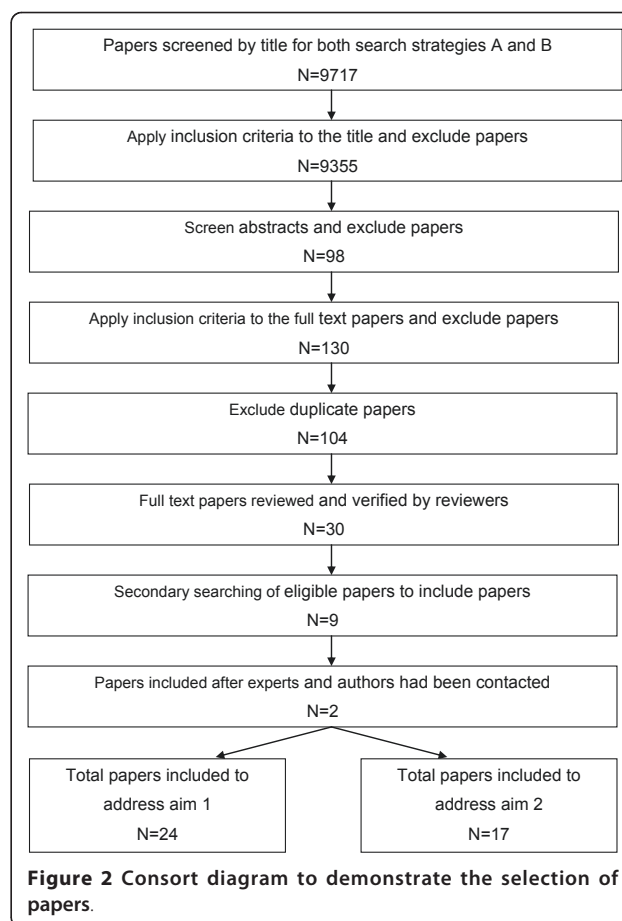 Papers screened by title for both search strategies A and B
N=9717
Apply inclusion criteria to the title and exclude papers
N=9355
Screen abstracts and exclude papers
N=98
Apply inclusion criteria to the full text papers and exclude papers
N=130
Exclude duplicate papers
N=104
Full text papers reviewed and verified by reviewers
N=30
Secondary searching of eligible papers to include papers
N=9
Papers included after experts and authors had been contacted
N=2
Total papers included to
address aim 1
N=24
Total papers included to
address aim 2
N=17
Figure 2 Consort diagram to demonstrate the selection of
papers.